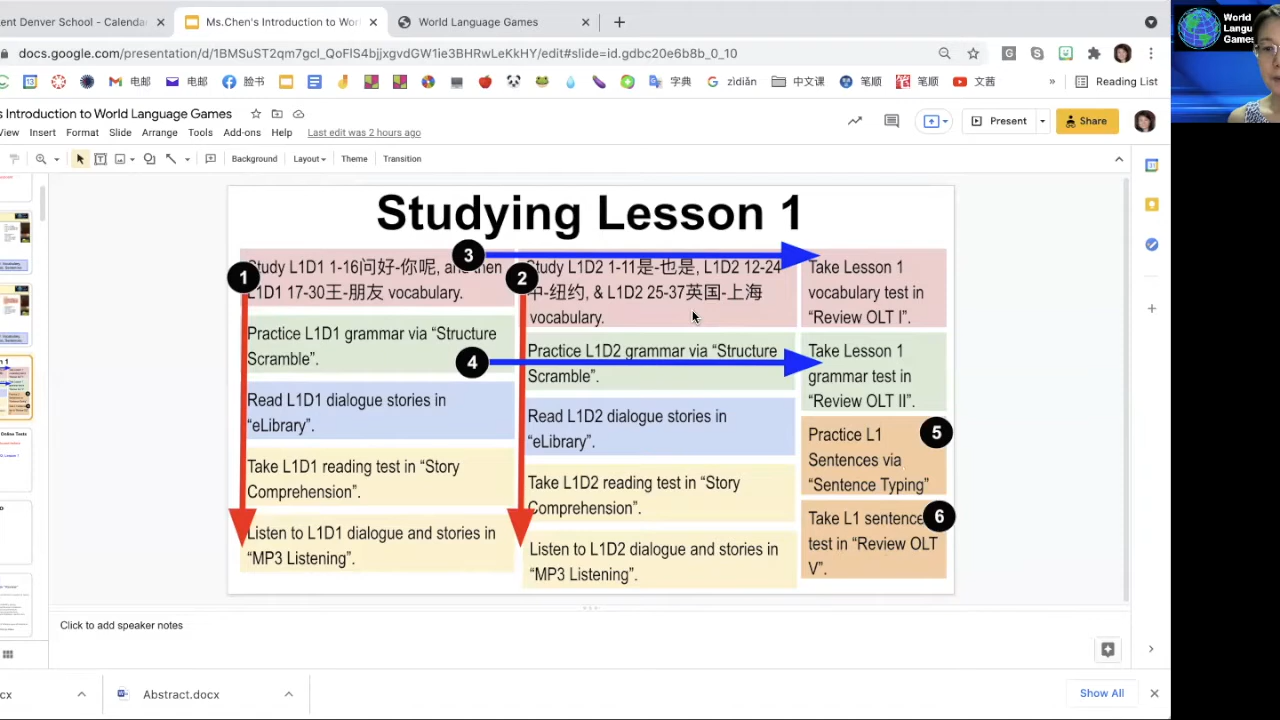 ent Denver School - Calenda
Ms.Chen's Introduction to Wor
World Language Games
docs.google.com/presentation/d/1BMSuST2qm7gcl_QoFlS4bjjxgvdGW1ie3BHRwleKkHY/edit#slide=id.gdbc20e6b8b_0_10
电邮
电邮
脸书
字典
zìdiǎn
中文课
笔顺
笔顺
文茜
»
Reading List
s Introduction to World Language Games
View
Insert
Format
Slide
Arrange
Tools
Add-ons
Help
Last edit was 2 hours ago
Present
Share
Background
Layout
Theme
Transition
World
Langu
Games
Studying Lesson 1
1
Study L1D1 1-16问好-你呢, and then
L1D1 17-30王-朋友 vocabulary.
Practice L1D1 grammar via “Structure
Scramble”.
Read L1D1 dialogue stories in
“eLibrary”.
Take L1D1 reading test in “Story
Comprehension”.
Listen to L1D1 dialogue and stories in
“MP3 Listening”.
3
4
2
Study L1D2 1-11是-也是, L1D2 12-24
中-纽约, & L1D2 25-37英国-上海
vocabulary.
Practice L1D2 grammar via “Structure
Scramble”.
Read L1D2 dialogue stories in
“eLibrary”.
Take L1D2 reading test in “Story
Comprehension”.
Listen to L1D2 dialogue and stories in
“MP3 Listening”.
Take Lesson 1
vocabulary test in
“Review OLT I”.
Take Lesson 1
grammar test in
“Review OLT II”.
Practice L1
Sentences via
“Sentence Typing”
5
Take L1 sentence
test in “Review OLT
V”.
6
Click to add speaker notes
cx
Abstract.docx
Show All